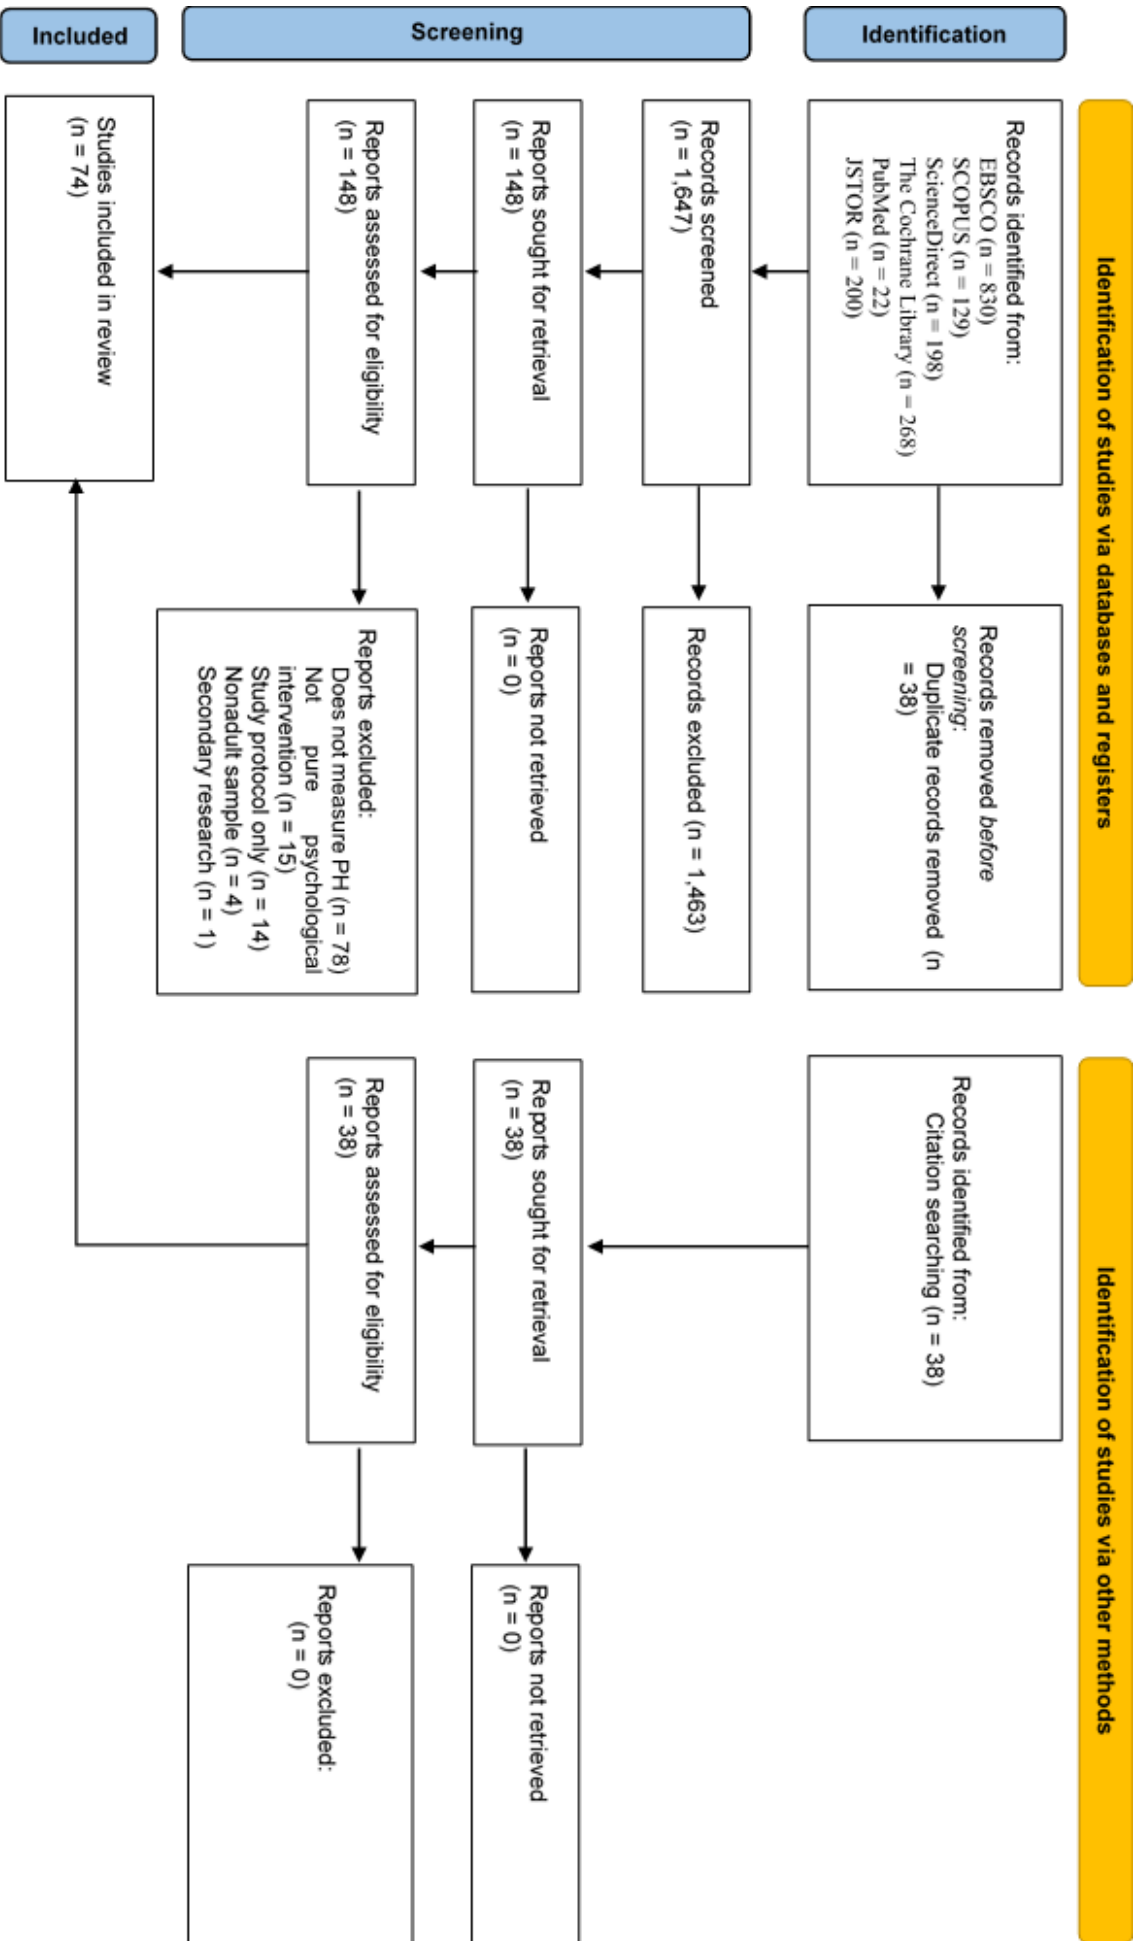 Identification of studies via databases and registers
Identification of studies via other methods
Identification
Records identified from:
EBSCO (n = 830)
SCOPUS (n = 129)
ScienceDirect (n = 198)
The Cochrane Library (n = 268)
PubMed (n = 22)
JSTOR (n = 200)
Records removed before
screening:
Duplicate records removed (n
= 38)
Records identified from:
Citation searching (n = 38)
Screening
Records screened
(n = 1,647)
Records excluded (n = 1,463)
Reports sought for retrieval
(n = 148)
Reports not retrieved
(n = 0)
Reports sought for retrieval
(n = 38)
Reports not retrieved
(n = 0)
Reports assessed for eligibility
(n = 148)
Reports excluded:
Does not measure PH (n = 78)
Not pure psychological
intervention (n = 15)
Study protocol only (n = 14)
Nonadult sample (n = 4)
Secondary research (n = 1)
Reports assessed for eligibility
(n = 38)
Reports excluded:
(n = 0)
Included
Studies included in review
(n = 74)